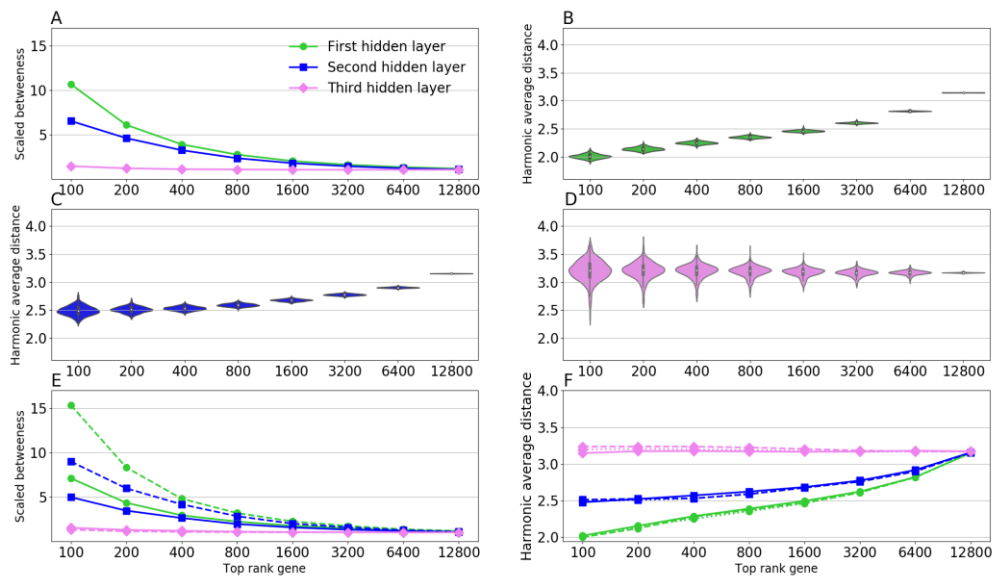 A
Scaled betweeness
15
10
5
First hidden layer
Second hidden layer
Third hidden layer
100 200 400 800 1600 3200 6400 12800
B
Harmonic average distance
4.0
3.5
3.0
2.5
2.0
100 200 400 800 1600 3200 6400 12800
C
Harmonic average distance
4.0
3.5
3.0
2.5
2.0
100 200 400 800 1600 3200 6400 12800
D
Harmonic average distance
4.0
3.5
3.0
2.5
2.0
100 200 400 800 1600 3200 6400 12800
E
Scaled betweeness
15
10
5
100 200 400 800 1600 3200 6400 12800
Top rank gene
F
Harmonic average distance
4.0
3.5
3.0
2.5
2.0
100 200 400 800 1600 3200 6400 12800
Top rank gene